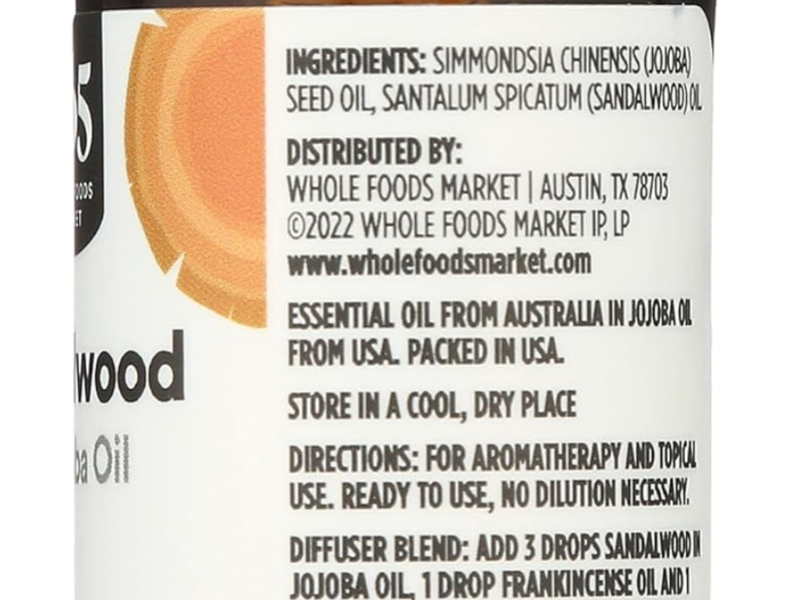 5
INGREDIENTS: SIMMONDSIA CHINENSIS (JOJOBA)
SEED OIL, SANTALUM SPICATUM (SANDALWOOD) OIL
DISTRIBUTED BY:
WHOLE FOODS MARKET | AUSTIN, TX 78703
©2022 WHOLE FOODS MARKET IP, LP
www.wholefoodsmarket.com
ESSENTIAL OIL FROM AUSTRALIA IN JOJOBA OIL
FROM USA. PACKED IN USA.
wood
STORE IN A COOL, DRY PLACE
ba Oil
DIRECTIONS: FOR AROMATHERAPY AND TOPICAL
USE. READY TO USE, NO DILUTION NECESSARY.
DIFFUSER BLEND: ADD 3 DROPS SANDALWOOD IN
JOJOBA OIL, 1 DROP FRANKINCENSE OIL AND 1